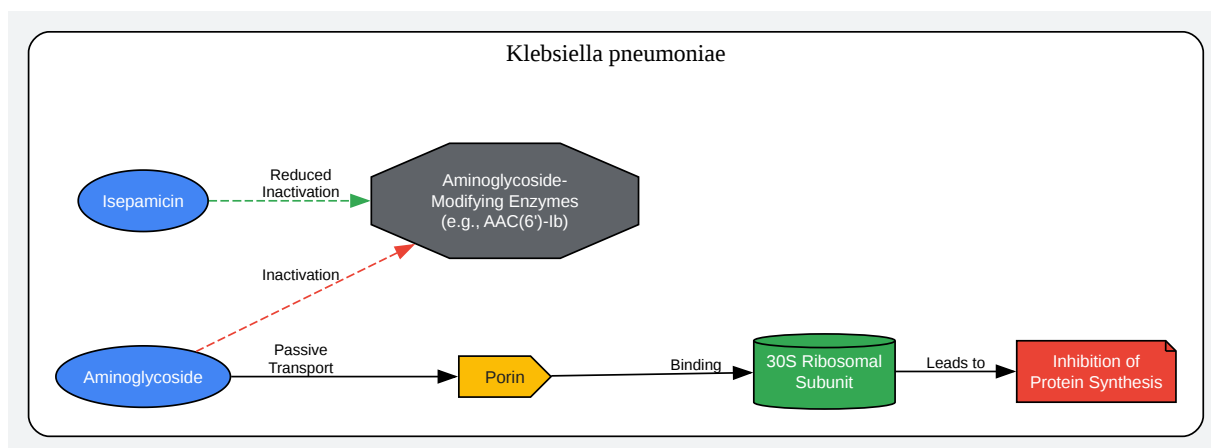 Klebsiella pneumoniae
Isepamicin
Reduced
Inactivation
Aminoglycoside-
Modifying Enzymes
(e.g., AAC(6')-Ib)
Inactivation
Aminoglycoside
Passive
Transport
Porin
Binding
30S Ribosomal
Subunit
Leads to
Inhibition of
Protein Synthesis